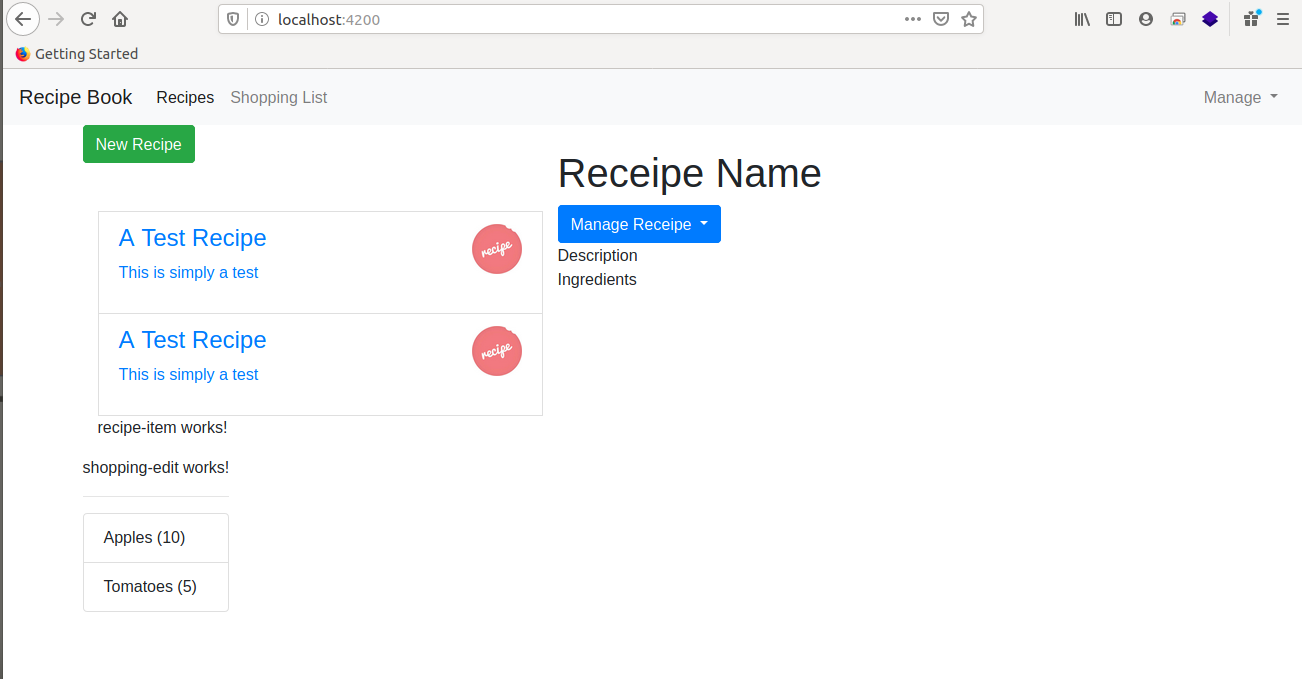 localhost:4200
Getting Started
Recipe Book Recipes Shopping List Manage
New Recipe
Receipe Name
Manage Receipe
Description
Ingredients
A Test Recipe
This is simply a test
recipe
A Test Recipe
This is simply a test
recipe
recipe-item works!
shopping-edit works!
Apples (10)
Tomatoes (5)